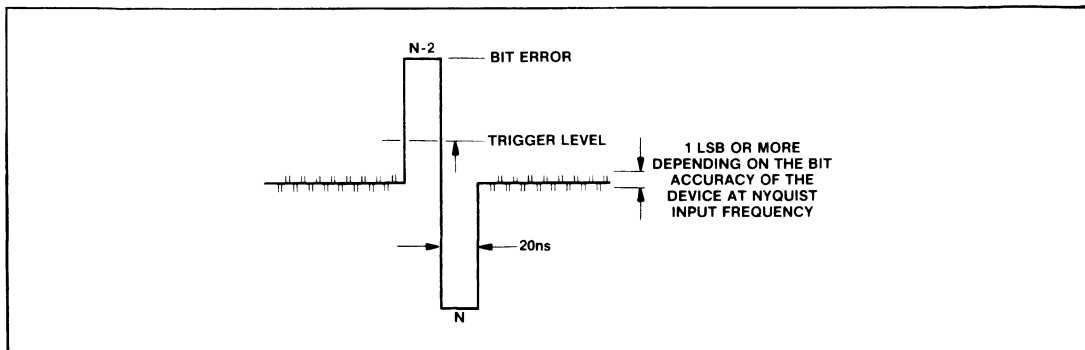 N-2
BIT ERROR
TRIGGER LEVEL
1 LSB OR MORE
DEPENDING ON THE BIT
ACCURACY OF THE
DEVICE AT NYQUIST
INPUT FREQUENCY
20ns
N